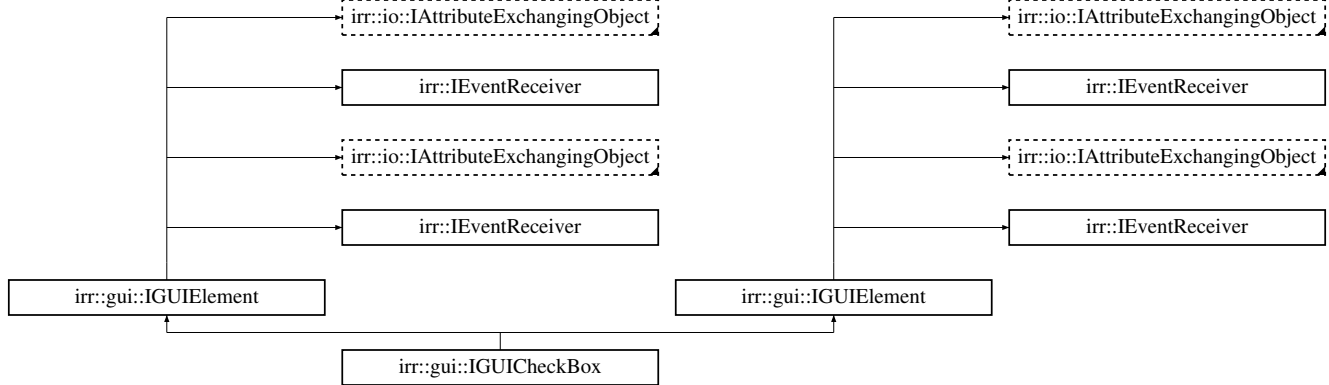 irr::io::IAttributeExchangingObject
irr::io::IAttributeExchangingObject
irr::IEventReceiver
irr::IEventReceiver
irr::io::IAttributeExchangingObject
irr::io::IAttributeExchangingObject
irr::IEventReceiver
irr::IEventReceiver
irr::gui::IGUIElement
irr::gui::IGUIElement
irr::gui::IGUICheckBox